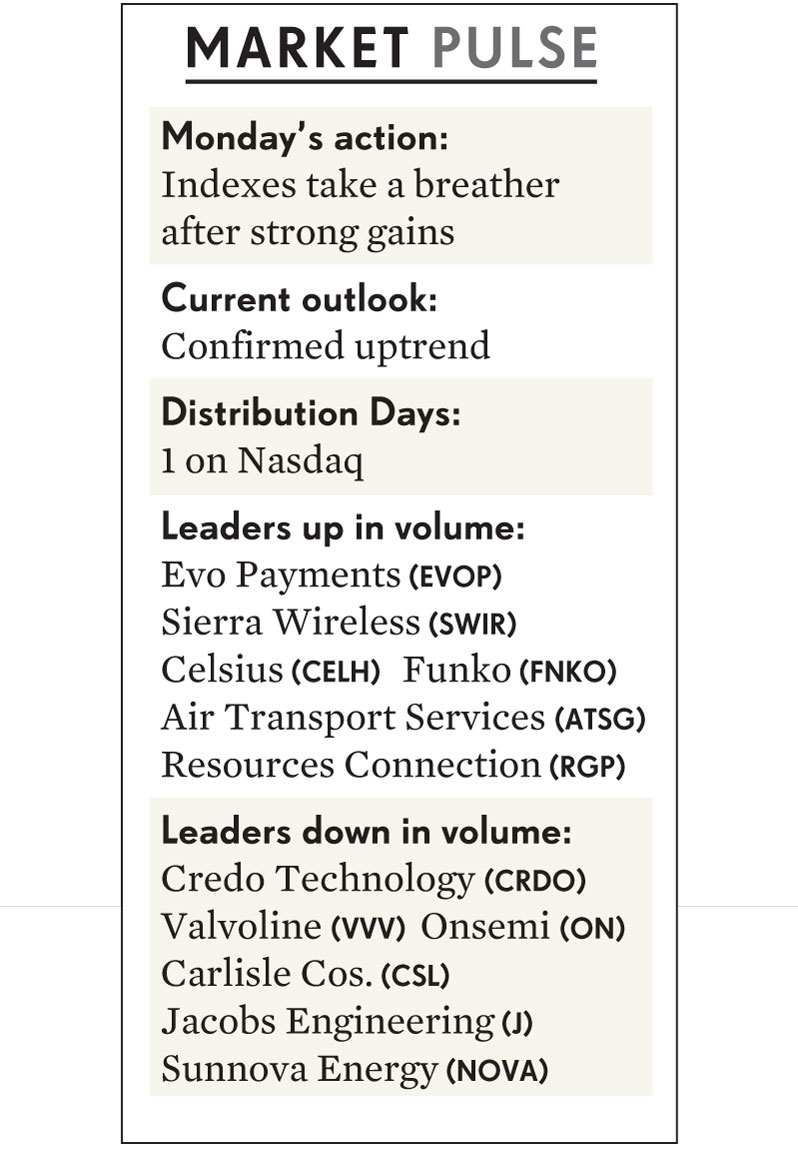 MARKET PULSE
Monday’s action:
Indexes take a breather
after strong gains
Current outlook:
Confirmed uptrend
Distribution Days:
1 on Nasdaq
Leaders up in volume:
Evo Payments (EVOP)
Sierra Wireless (SWIR)
Celsius (CELH) Funko (FNKO)
Air Transport Services (ATSG)
Resources Connection (RGP)
Leaders down in volume:
Credo Technology (CRDO)
Valvoline (VVV) Onsemi (ON)
Carlisle Cos. (CSL)
Jacobs Engineering (J)
Sunnova Energy (NOVA)